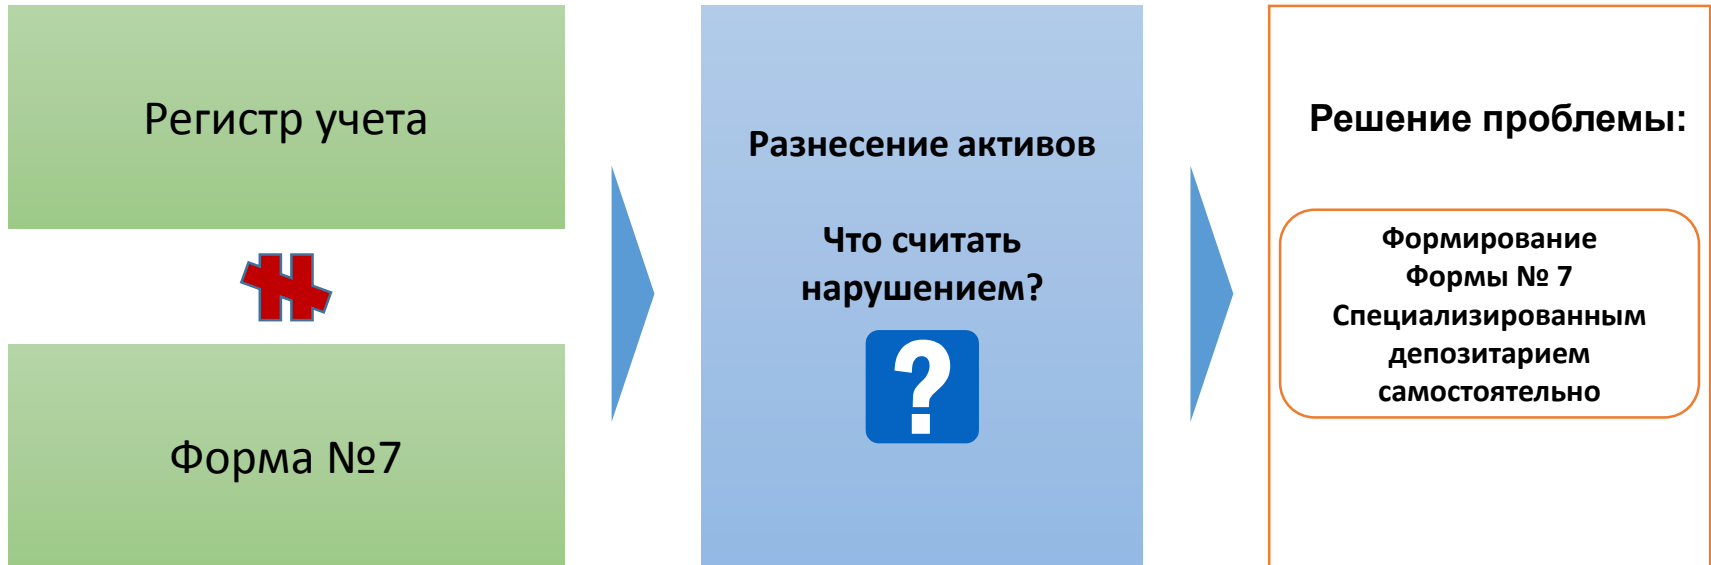 Регистр учета
Форма №7
Разнесение активов
Что считать
нарушением?
?
Решение проблемы:
Формирование
Формы № 7
Специализированным
депозитарием
самостоятельно